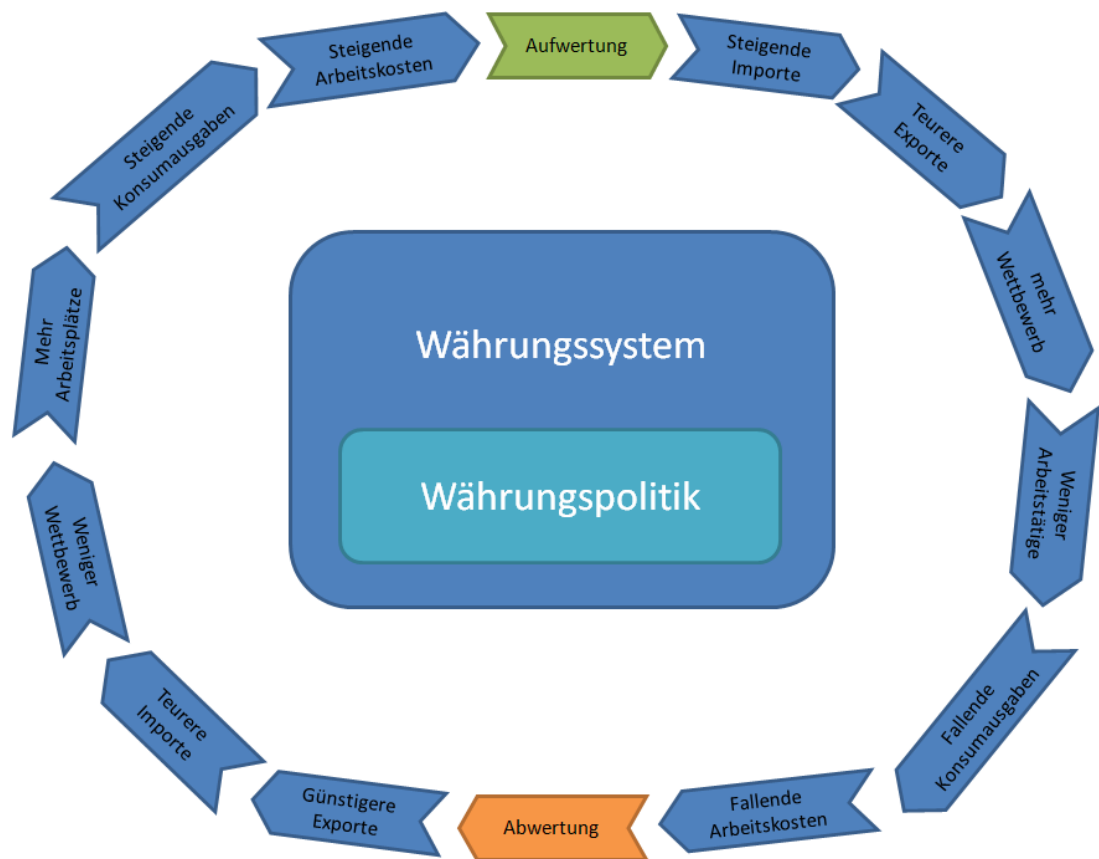 Aufwertung
Steigende
Importe
Teurere
Exporte
mehr
Wettbewerb
Weniger
Arbeitstätige
Fallende
Konsumausgaben
Fallende
Arbeitskosten
Abwertung
Günstigere
Exporte
Teurere
Importe
Weniger
Wettbewerb
Mehr
Arbeitsplätze
Steigende
Konsumausgaben
Steigende
Arbeitskosten
Währungssystem
Währungspolitik